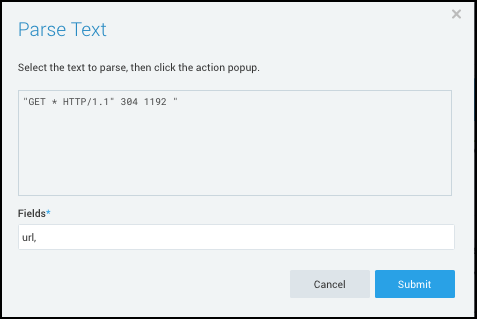 Parse Text
Select the text to parse, then click the action popup.
"GET * HTTP/1.1" 304 1192 "
Fields*
url,
Cancel Submit